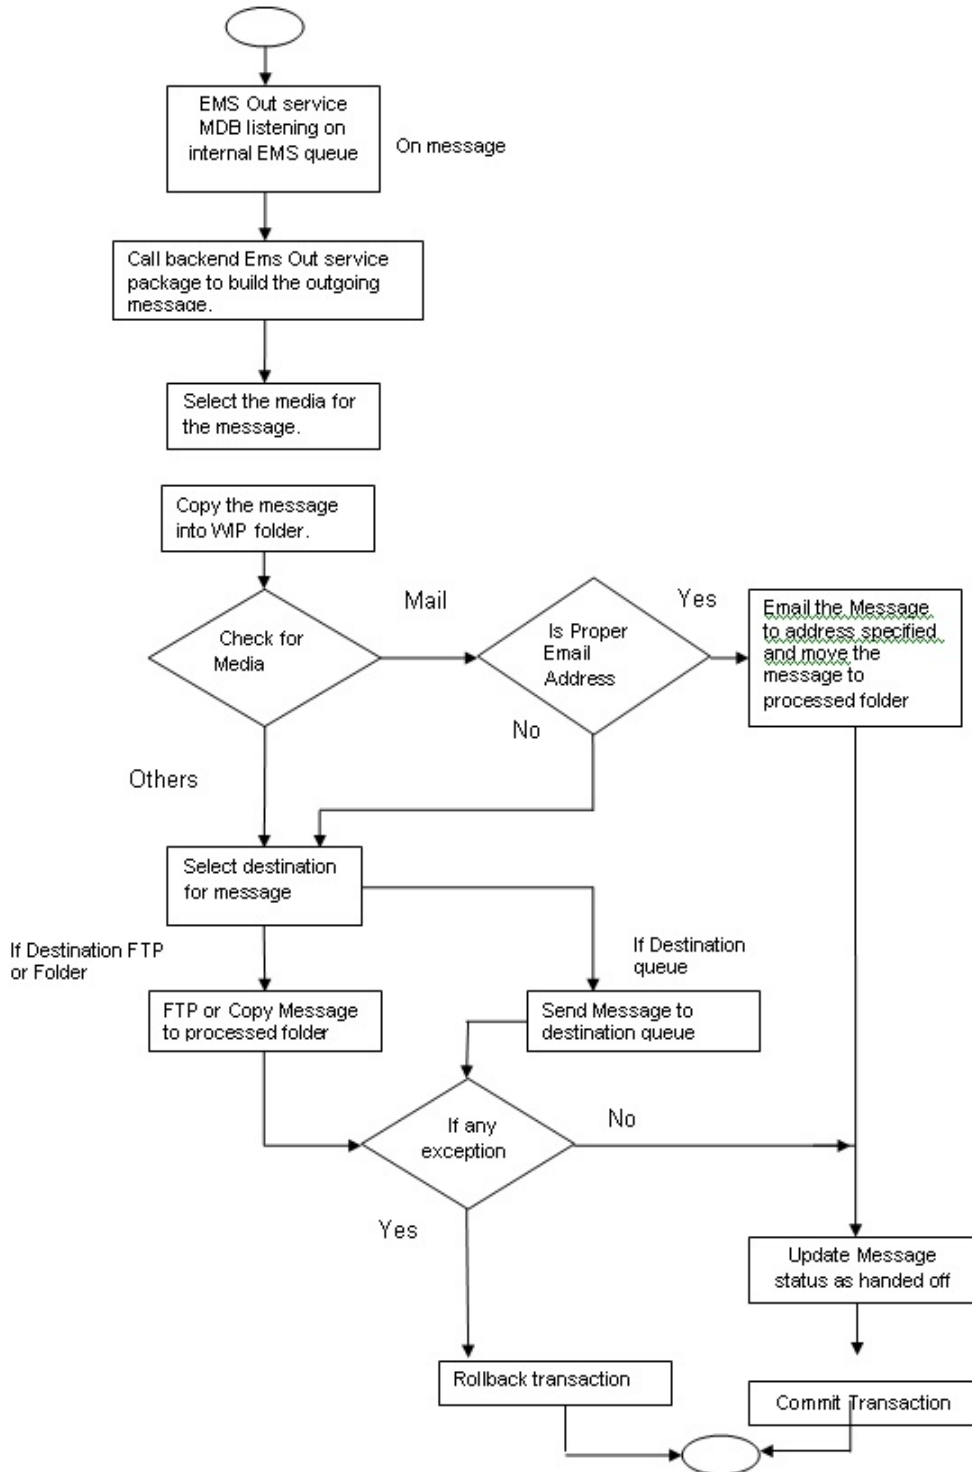 EMS Out service
MDB listening on
internal EMS queue
On message
Call backend Ems Out service
package to build the outgoing
message.
Select the media for
the message.
Copy the message
into WIP folder.
Mail
Yes
Check for
Media
Is Proper
Email
Address
Email the Message
to address specified
and move the
message to
processed folder
No
Others
Select destination
for message
If Destination FTP
or Folder
If Destination
queue
FTP or Copy Message
to processed folder
Send Message to
destination queue
If any
exception
No
Yes
Update Message
status as handed off
Rollback transaction
Commit Transaction